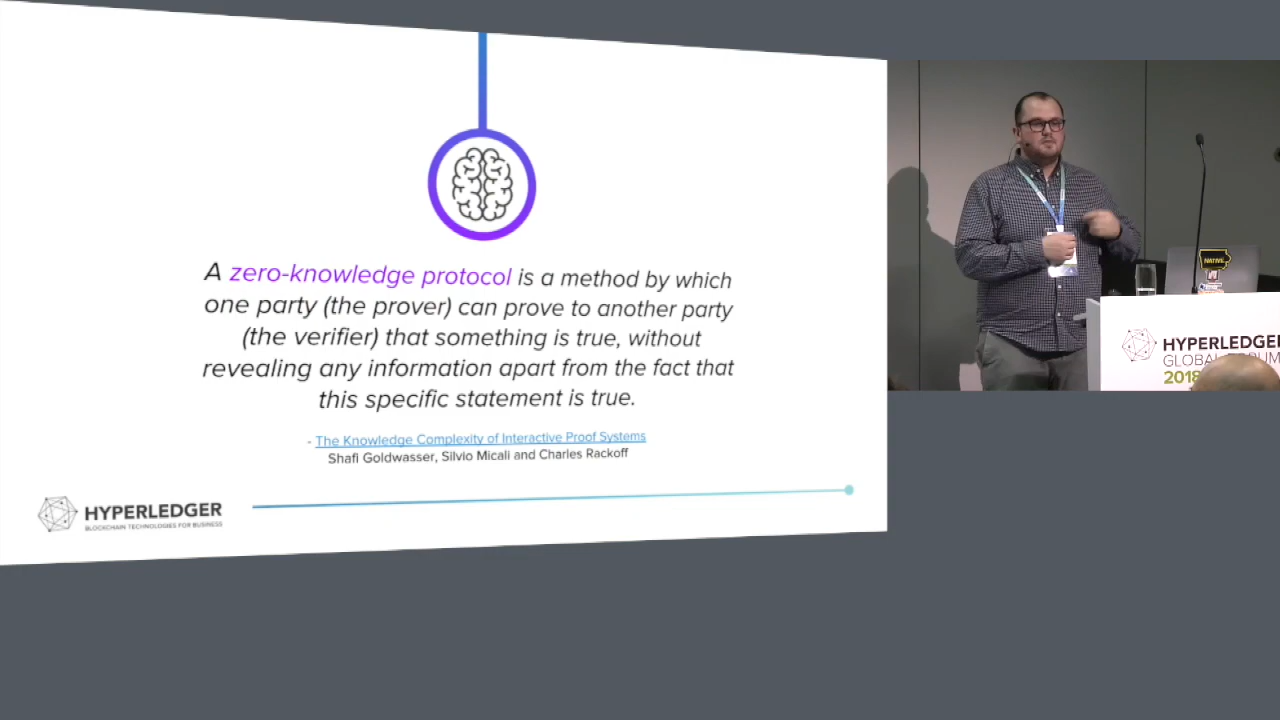 A zero-knowledge protocol is a method by which
one party (the prover) can prove to another party
(the verifier) that something is true, without
revealing any information apart from the fact that
this specific statement is true.
- The Knowledge Complexity of Interactive Proof Systems
Shafi Goldwasser, Silvio Micali and Charles Rackoff
HYPERLEDGER
BLOCKCHAIN TECHNOLOGIES FOR BUSINESS
NATIVE
HYPERLEDGER
GLOBAL FORUM
2018